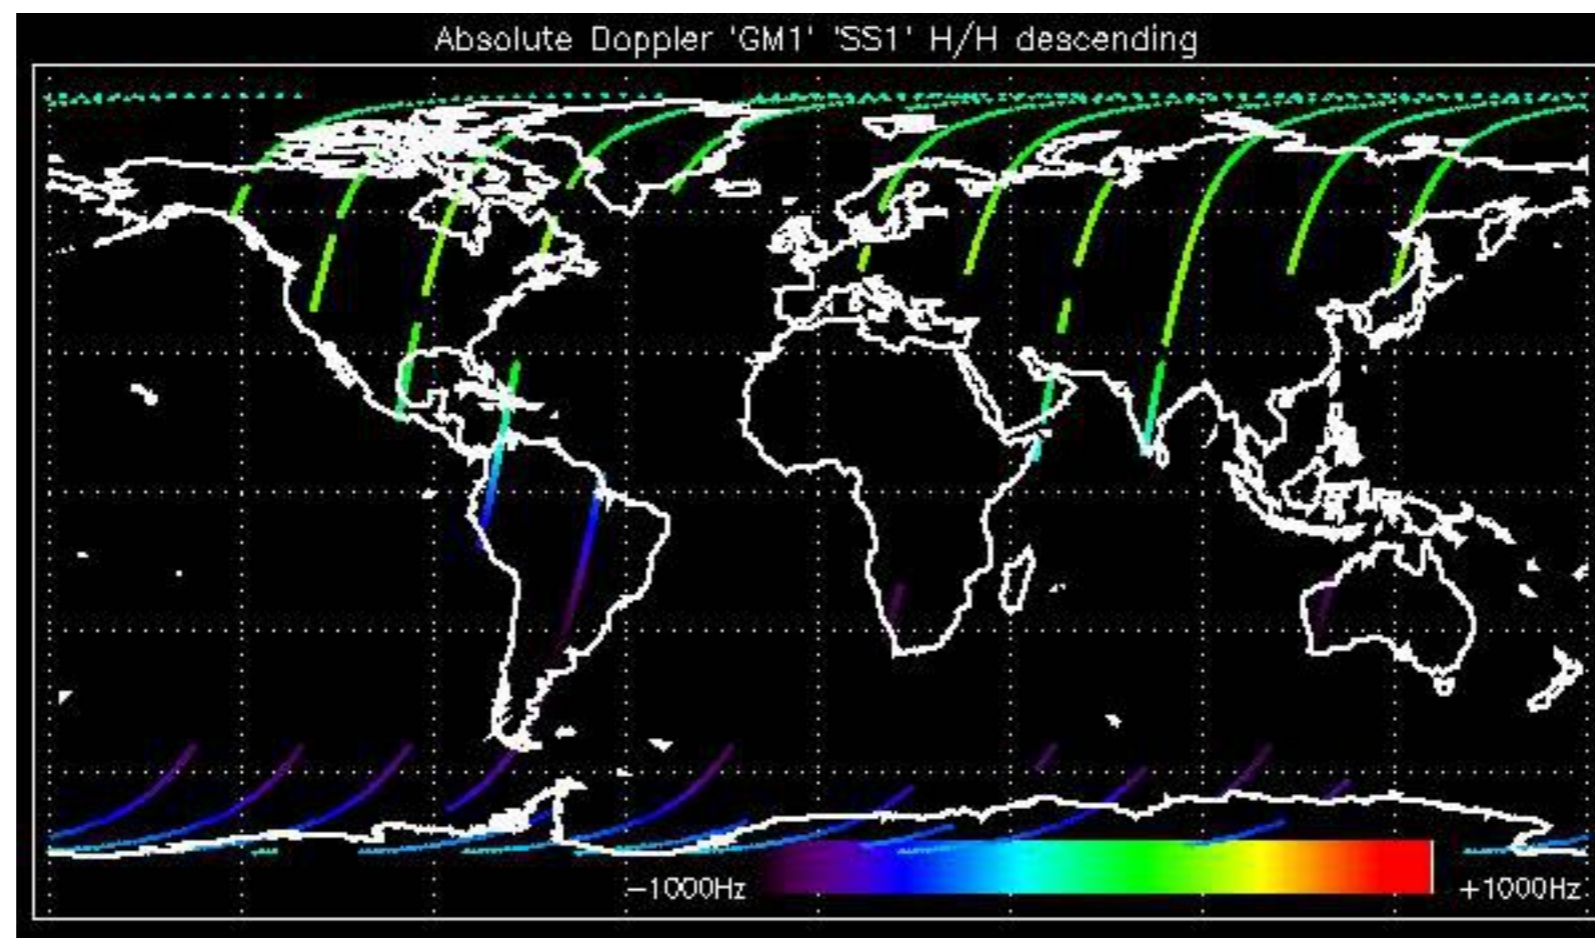 Absolute Doppler 'GM1' 'SS1' H/H descending
−1000Hz
+1000Hz